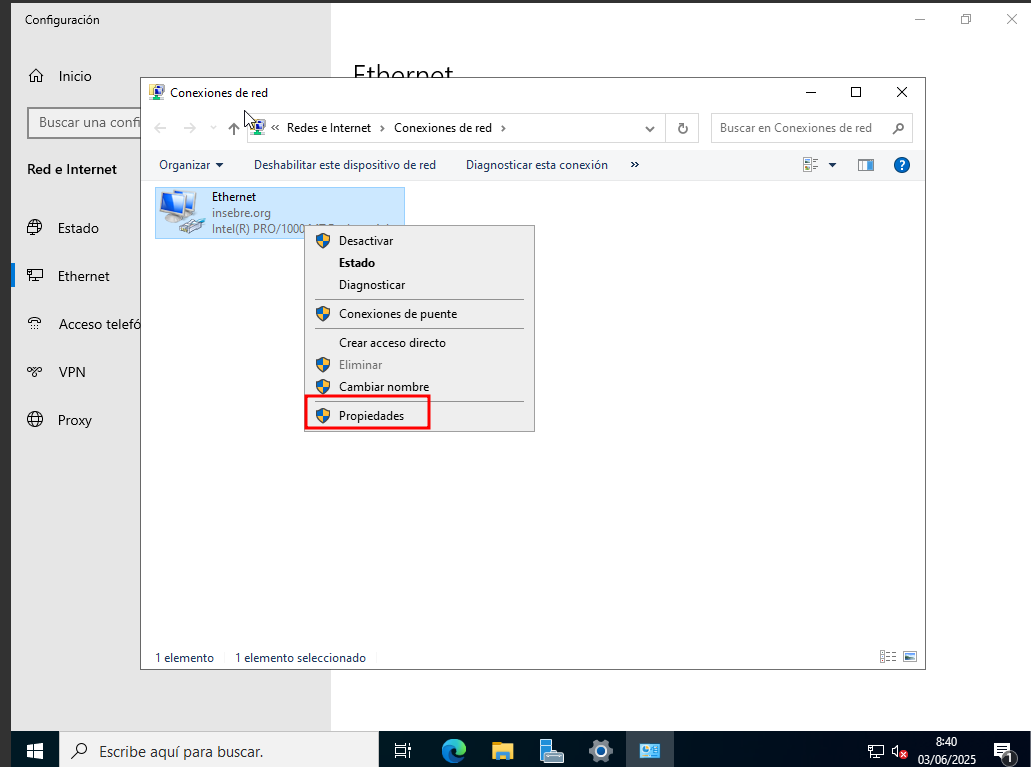 Configuración
Inicio
Buscar una confi
Red e Internet
Estado
Ethernet
Acceso telefó
VPN
Proxy
Ethernet
Conexiones de red
« Redes e Internet > Conexiones de red >
Buscar en Conexiones de red
Organizar
Deshabilitar este dispositivo de red
Diagnosticar esta conexión
»
?
Ethernet
insebre.org
Intel(R) PRO/1000
Desactivar
Estado
Diagnosticar
Conexiones de puente
Crear acceso directo
Eliminar
Cambiar nombre
Propiedades
1 elemento
1 elemento seleccionado
Escribe aquí para buscar.
8:40
03/06/2025
1